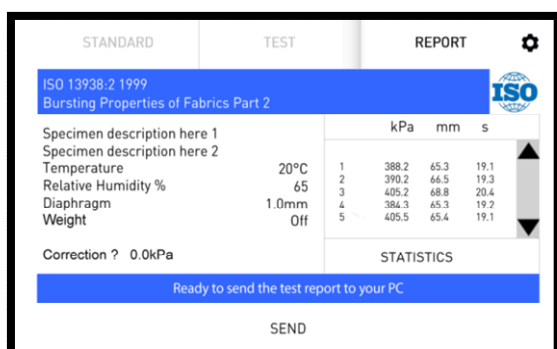 STANDARD TEST REPORT
ISO 13938:2 1999
Bursting Properties of Fabrics Part 2
ISO
Specimen description here 1
Specimen description here 2
Temperature 20°C
Relative Humidity % 65
Diaphragm 1.0mm
Weight Off
Correction ? 0.0kPa
kPa mm s
1 388.2 65.3 19.1
2 390.2 66.5 19.3
3 405.2 68.8 20.4
4 384.3 65.3 19.2
5 405.5 65.4 19.1
STATISTICS
Ready to send the test report to your PC
SEND